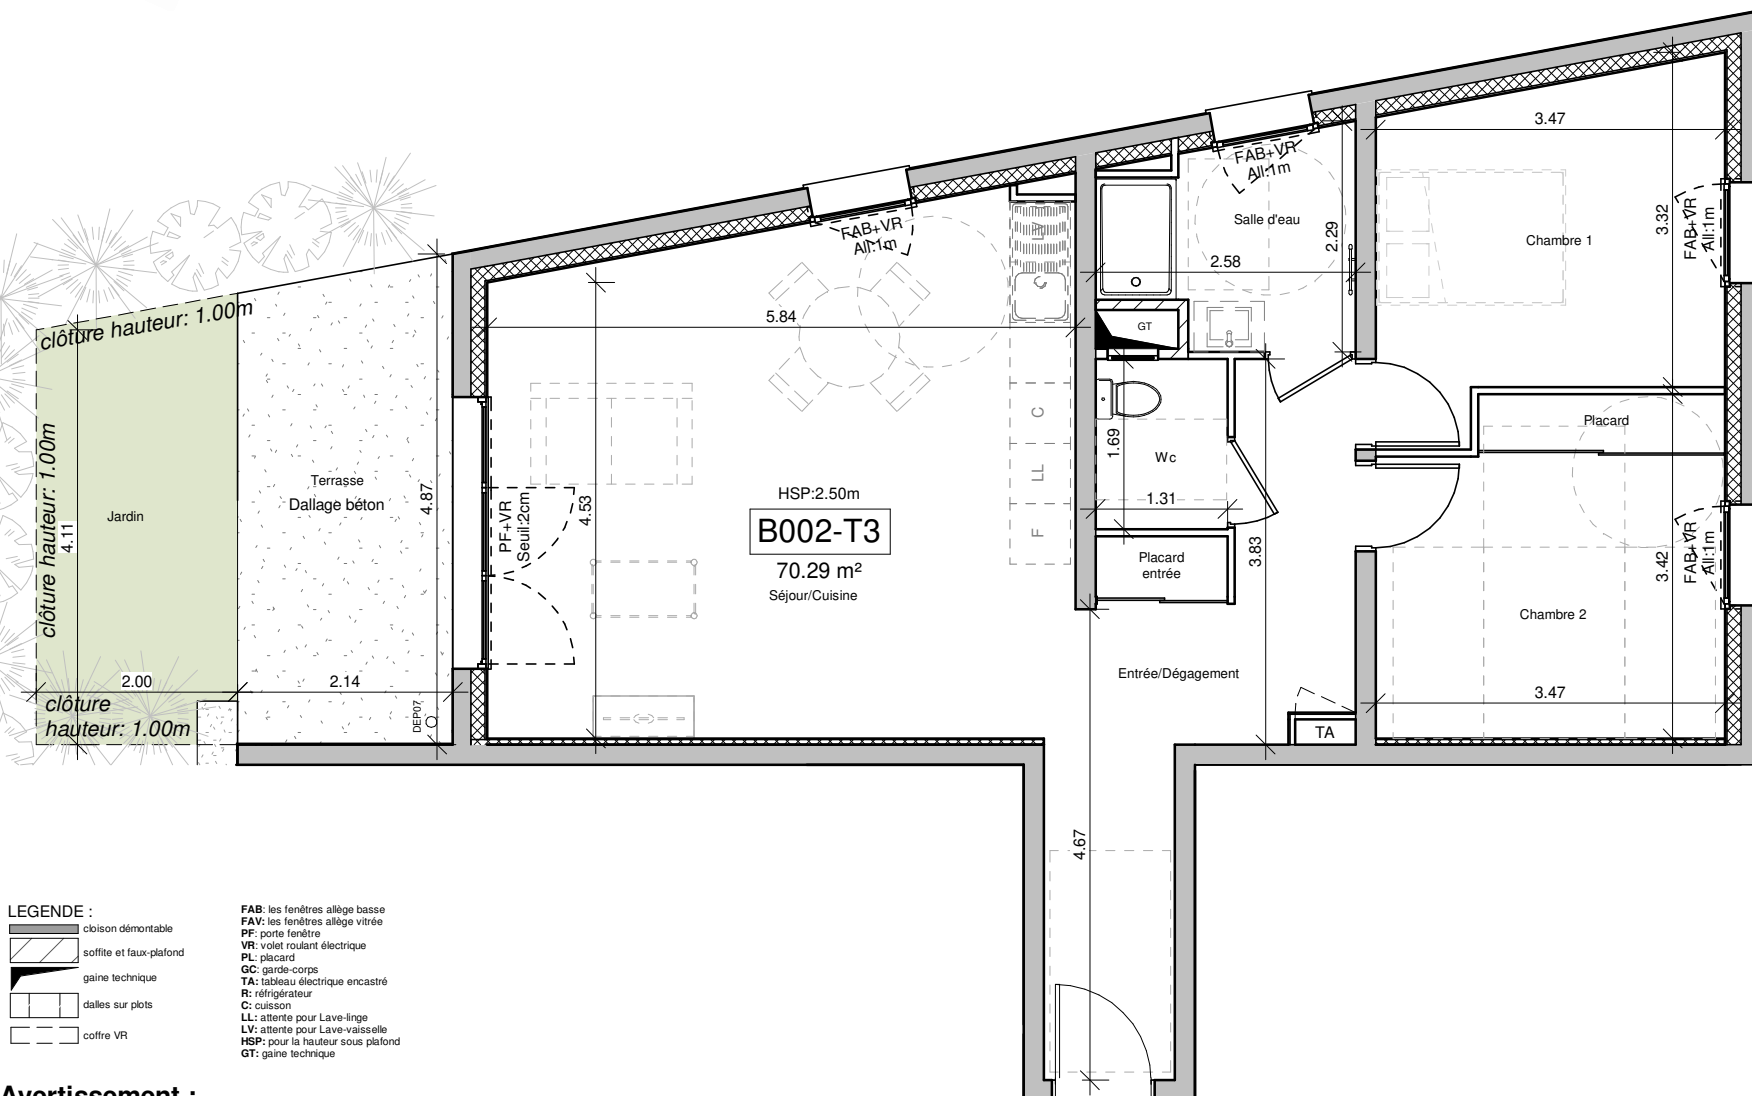 3.47
FAB+VR
All:1m
Salle d'eau
2.29
3.32
FAB+VR
All:1m
Chambre 1
FAB+VR
All:1m
2.58
clôture hauteur: 1.00m
5.84
GT
clôture hauteur: 1.00m
4.11
Jardin
Terrasse
Dallage béton
4.87
PF+VR
Seuil:2cm
4.53
HSP:2.50m
B002-T3
70.29 m²
Séjour/Cuisine
C
LL
F
1.69
Wc
1.31
Placard
entrée
3.83
Placard
3.42
FAB+VR
All:1m
Chambre 2
Entrée/Dégagement
2.00
2.14
3.47
clôture
hauteur: 1.00m
DEP07
TA
4.67
LEGENDE :
cloison démontable
soffite et faux-plafond
gaine technique
dalles sur plots
coffre VR
FAB: les fenêtres allège basse
FAV: les fenêtres allège vitrée
PF: porte fenêtre
VR: volet roulant électrique
PL: placard
GC: garde-corps
TA: tableau électrique encastré
R: réfrigérateur
C: cuisson
LL: attente pour Lave-linge
LV: attente pour Lave-vaisselle
HSP: pour la hauteur sous plafond
GT: gaine technique
Avertissement :